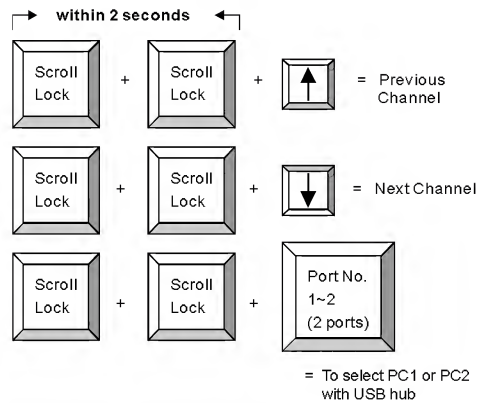 within 2 seconds
Scroll Lock + Scroll Lock + ↑ = Previous Channel
Scroll Lock + Scroll Lock + ↓ = Next Channel
Scroll Lock + Scroll Lock + Port No. 1~2 (2 ports)
= To select PC1 or PC2
with USB hub